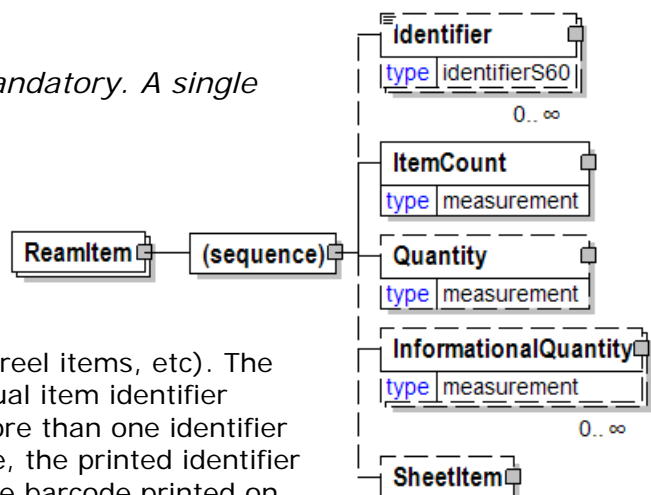 Identifier
type identifierS60
0.. ∞
andatory. A single
ItemCount
type measurement
ReamItem
(sequence)
Quantity
type measurement
InformationalQuantity
type measurement
0.. ∞
reel items, etc). The
ual item identifier
ore than one identifier
e, the printed identifier
e barcode printed on
SheetItem